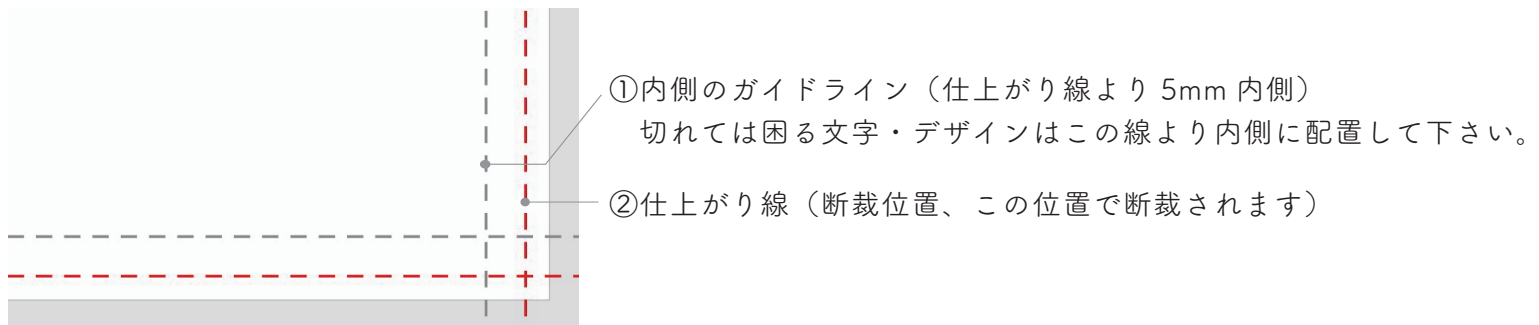 ①内側のガイドライン（仕上がり線より 5mm 内側）
切れては困る文字・デザインはこの線より内側に配置して下さい。
②仕上がり線（断裁位置、この位置で断裁されます）